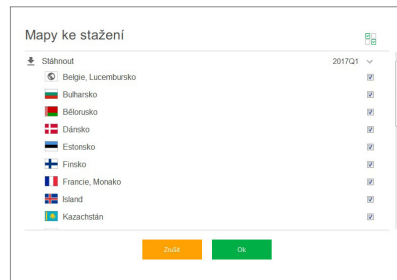 Mapy ke stažení
Stáhnout 2017Q1
Belgie, Lucembursko
Bulharsko
Bělorusko
Dánsko
Estonsko
Finsko
Francie, Monako
Island
Kazachstán
Zrušit Ok